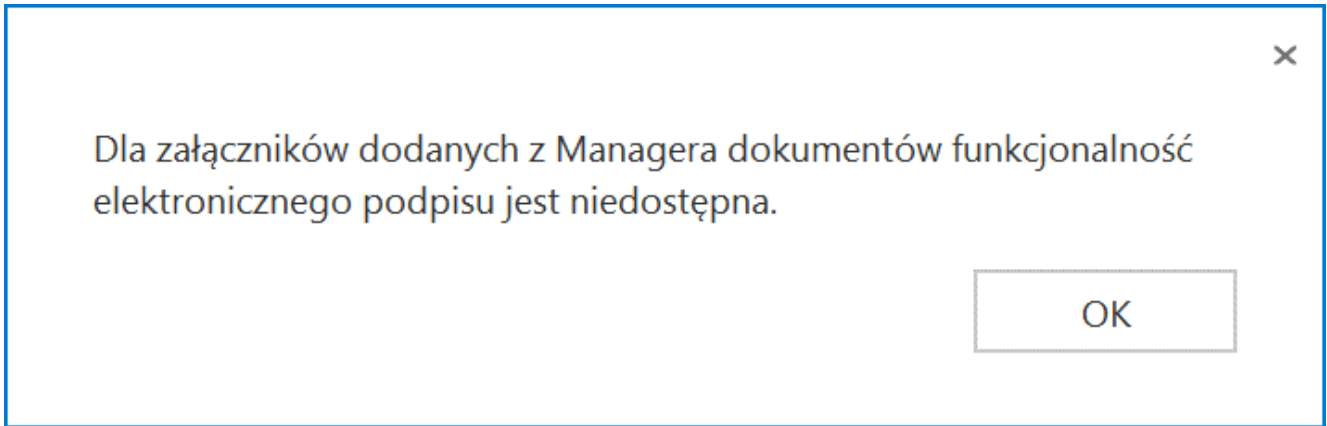 Dla załączników dodanych z Managera dokumentów funkcjonalność
elektronicznego podpisu jest niedostępna.
OK